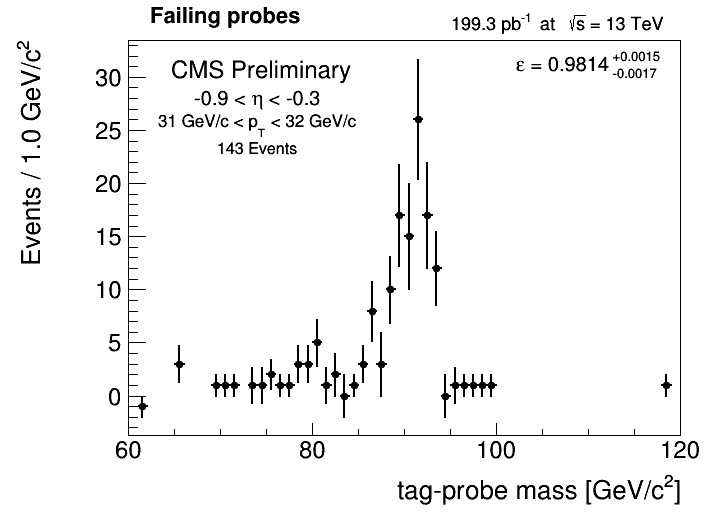 Failing probes
199.3 pb⁻¹ at √s = 13 TeV
CMS Preliminary
-0.9 < η < -0.3
31 GeV/c < p_T < 32 GeV/c
143 Events
ε = 0.9814 +0.0015 -0.0017
Events / 1.0 GeV/c²
30
25
20
15
10
5
0
60 80 100 120
tag-probe mass [GeV/c²]